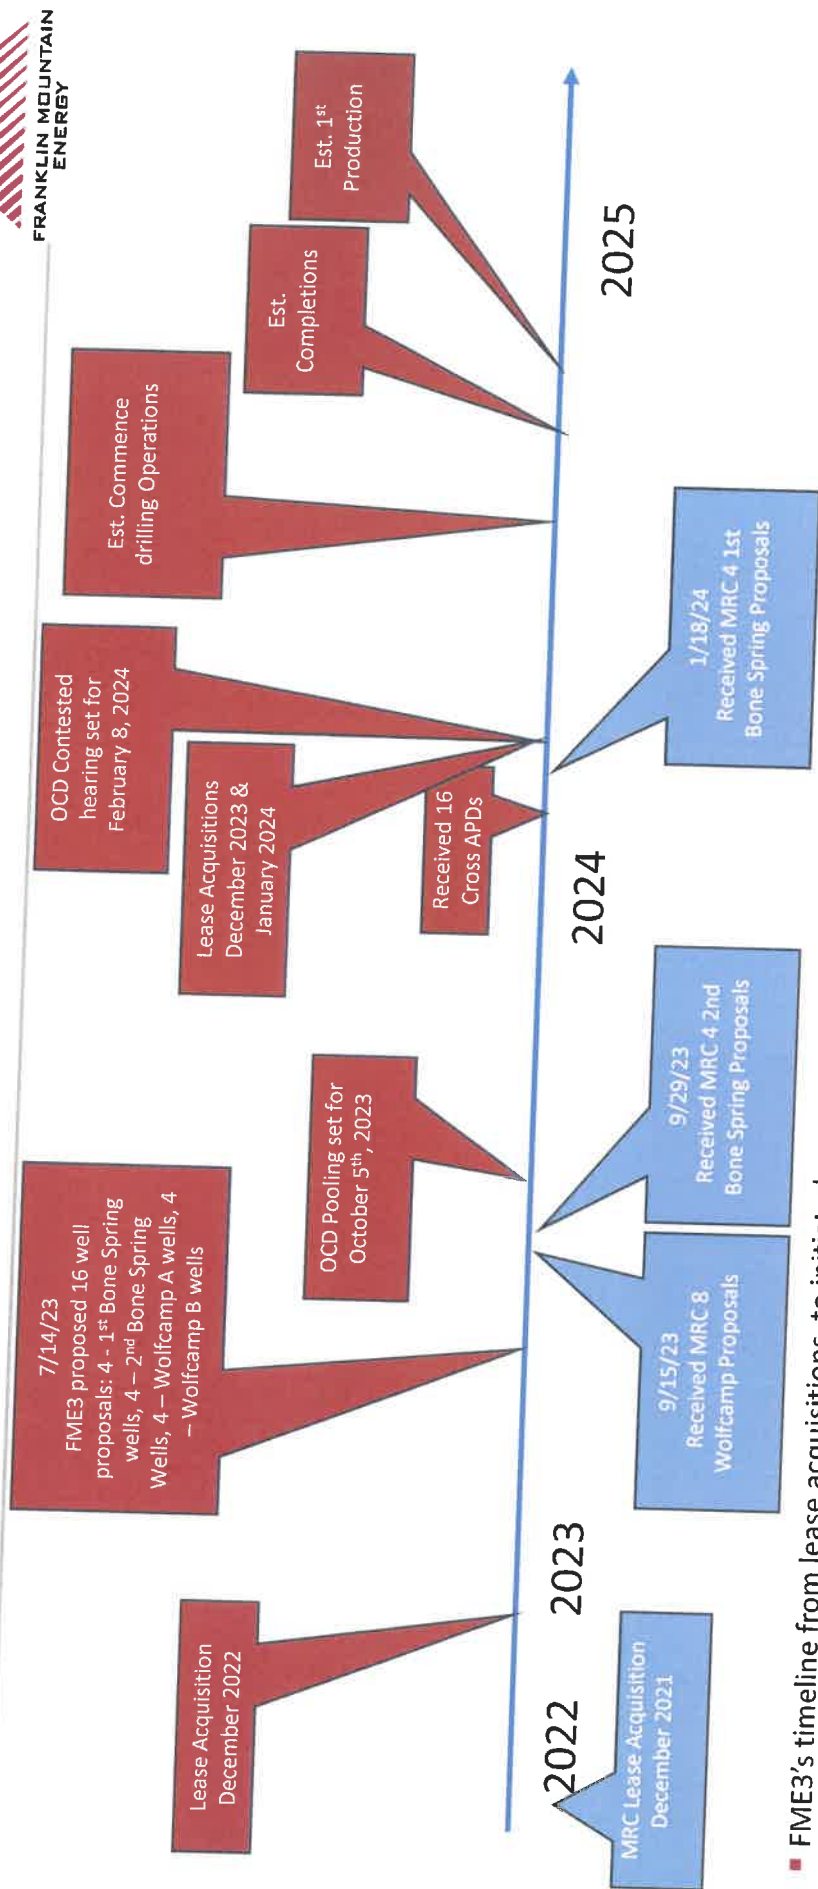 FRANKLIN MOUNTAIN
ENERGY
Lease Acquisition
December 2022
7/14/23
FME3 proposed 16 well
proposals: 4 - 1st Bone Spring
wells, 4 – 2nd Bone Spring
Wells, 4 – Wolfcamp A wells, 4
– Wolfcamp B wells
OCD Pooling set for
October 5th, 2023
OCD Contested
hearing set for
February 8, 2024
Lease Acquisitions
December 2023 &
January 2024
Received 16
Cross APDs
Est. Commence
drilling Operations
Est.
Completions
Est. 1st
Production
2022
2023
2024
2025
MRC Lease Acquisition
December 2021
9/15/23
Received MRC 8
Wolfcamp Proposals
9/29/23
Received MRC 4 2nd
Bone Spring Proposals
1/18/24
Received MRC 4 1st
Bone Spring Proposals
▪ FME3's timeline from lease acquisitions, to initial